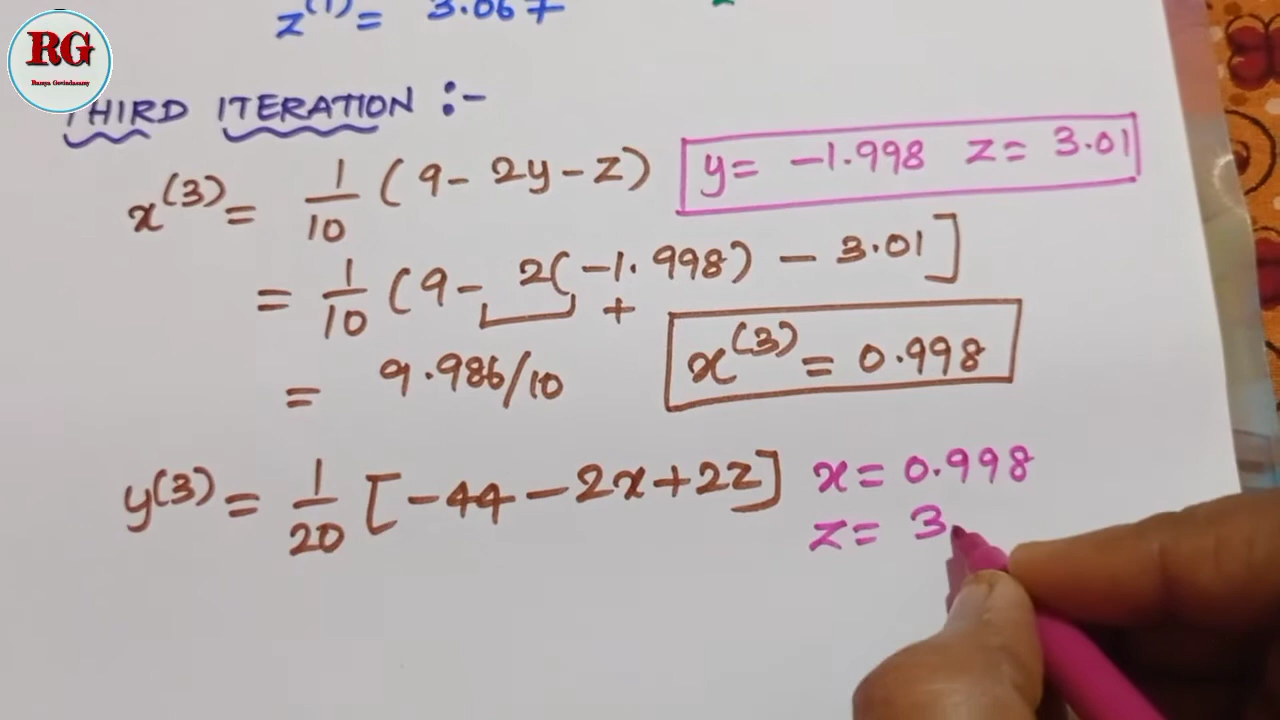 RG
Ramya Govindasamy
z^(1) = 3.067
THIRD ITERATION :-
x^(3) = 1/10 (9 - 2y - z) y = -1.998 z = 3.01
= 1/10 (9 - 2(-1.998) - 3.01]
+
= 9.986/10 x^(3) = 0.998
y^(3) = 1/20 [-44 - 2x + 2z] x = 0.998
z = 3.